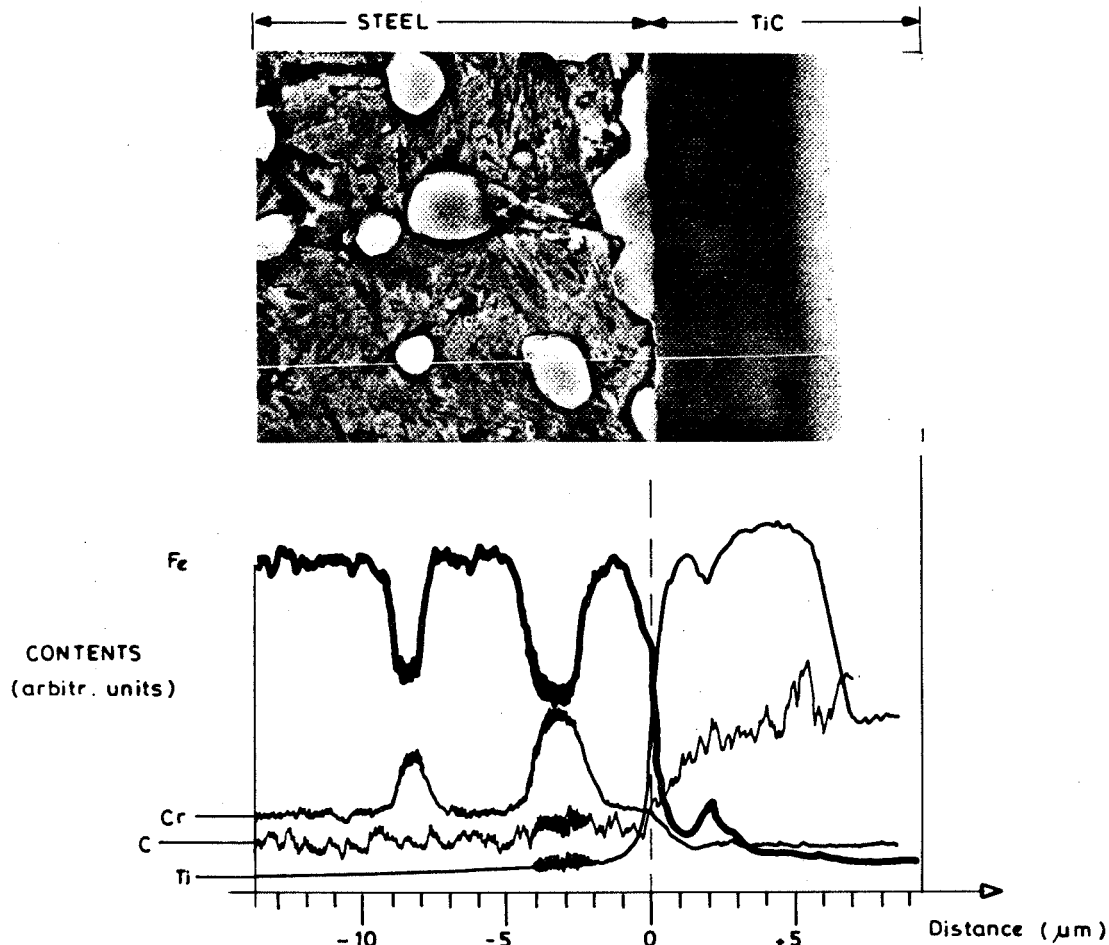 STEEL TiC
Fe
CONTENTS
(arbitr. units)
Cr
C
Ti
-10 -5 0 +5
Distance (μm)